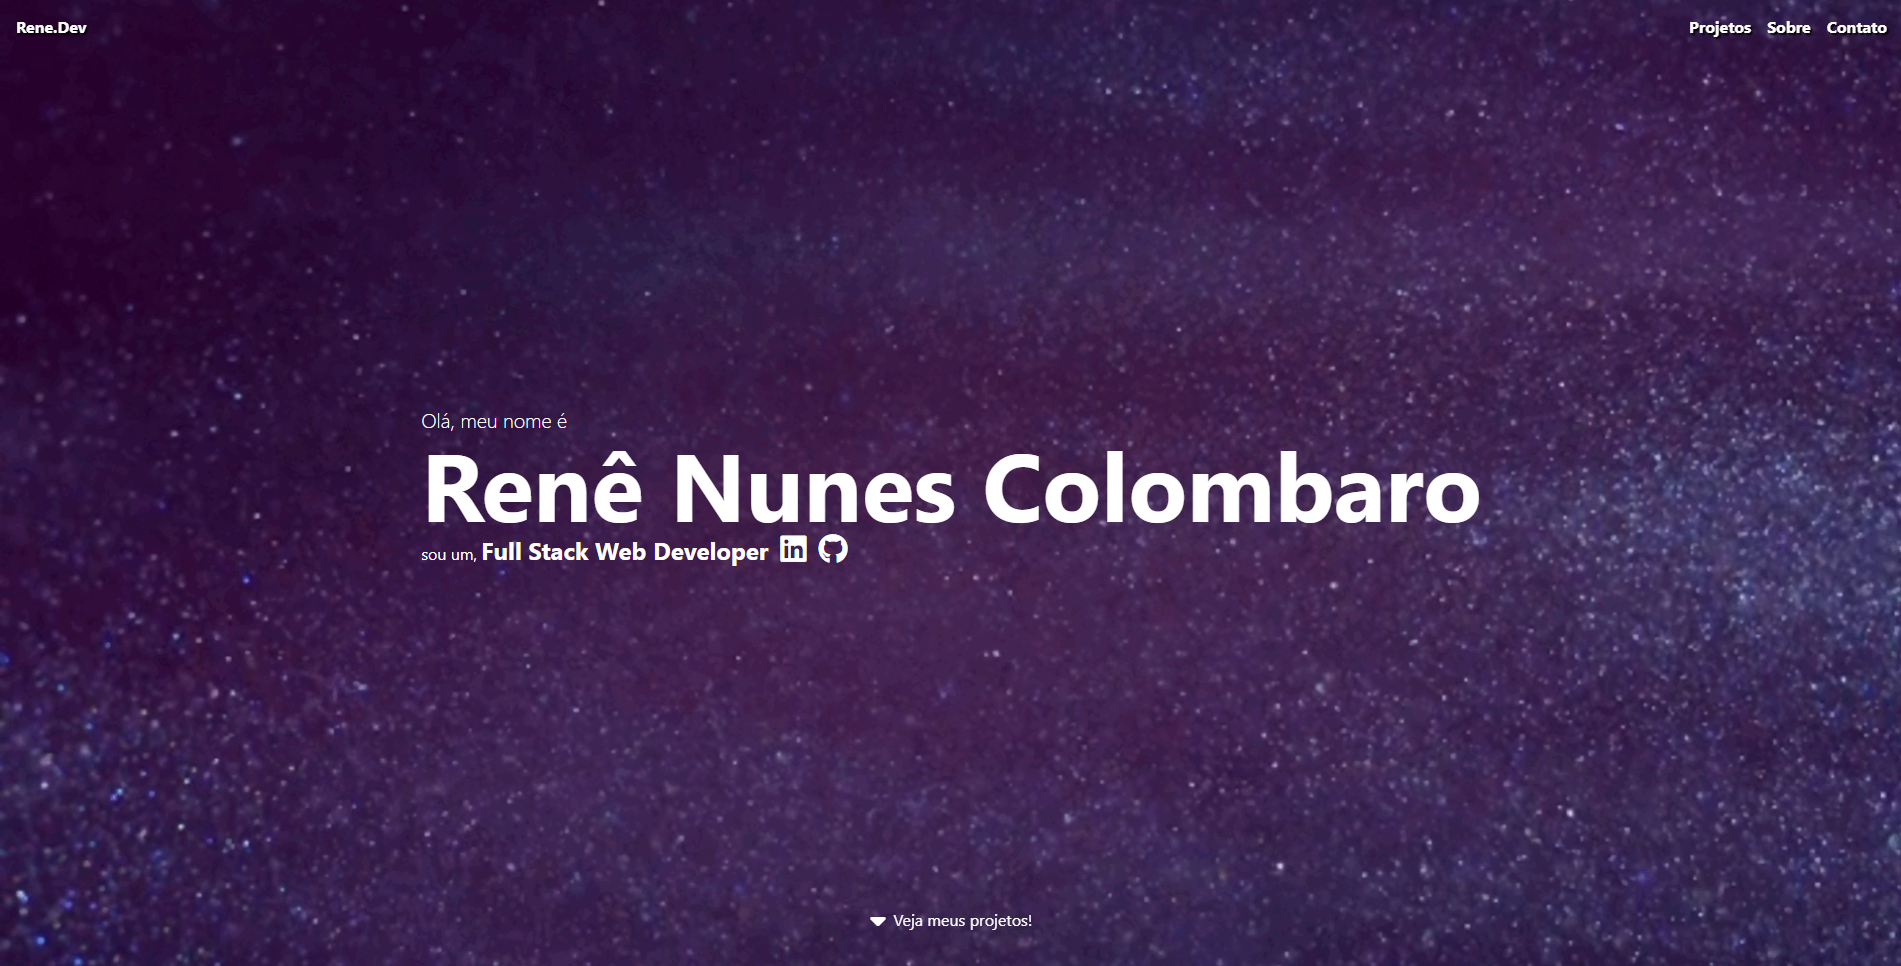 Rene.Dev
Projetos Sobre Contato
Olá, meu nome é
Renê Nunes Colombaro
sou um, Full Stack Web Developer in
Veja meus projetos!